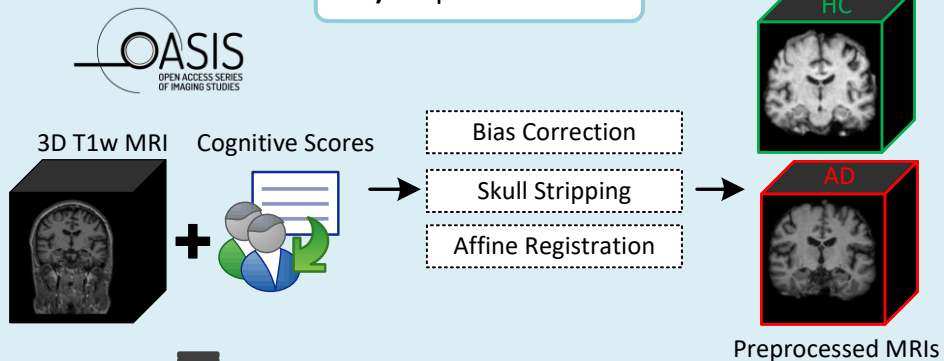 HC
OASIS
OPEN ACCESS SERIES
OF IMAGING STUDIES
3D T1w MRI
Cognitive Scores
Bias Correction
Skull Stripping
Affine Registration
AD
Preprocessed MRIs